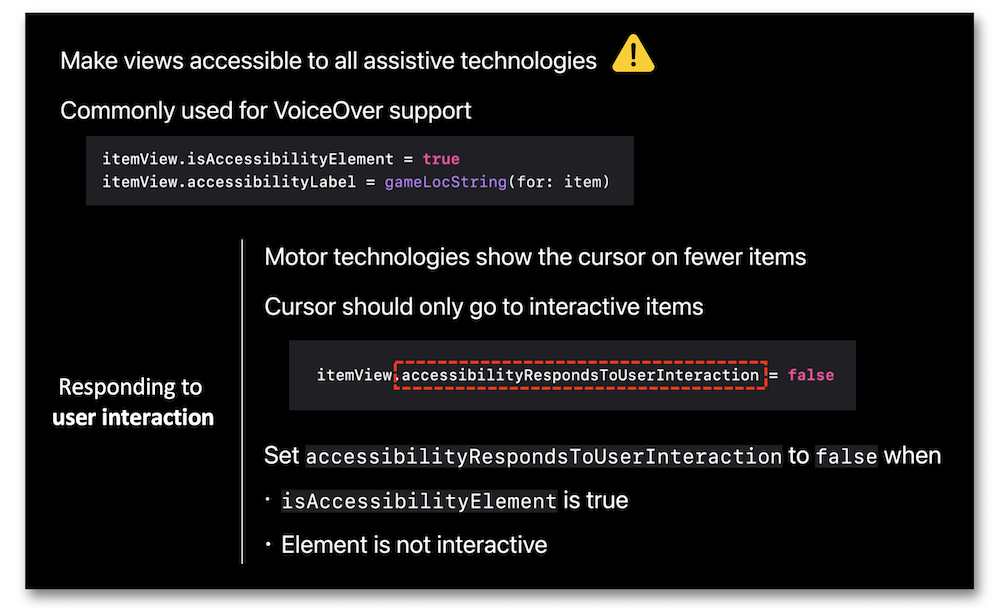 Make views accessible to all assistive technologies ⚠️
Commonly used for VoiceOver support
itemView.isAccessibilityElement = true
itemView.accessibilityLabel = gameLocString(for: item)
Responding to
user interaction
Motor technologies show the cursor on fewer items
Cursor should only go to interactive items
itemView.accessibilityRespondsToUserInteraction = false
Set accessibilityRespondsToUserInteraction to false when
· isAccessibilityElement is true
· Element is not interactive